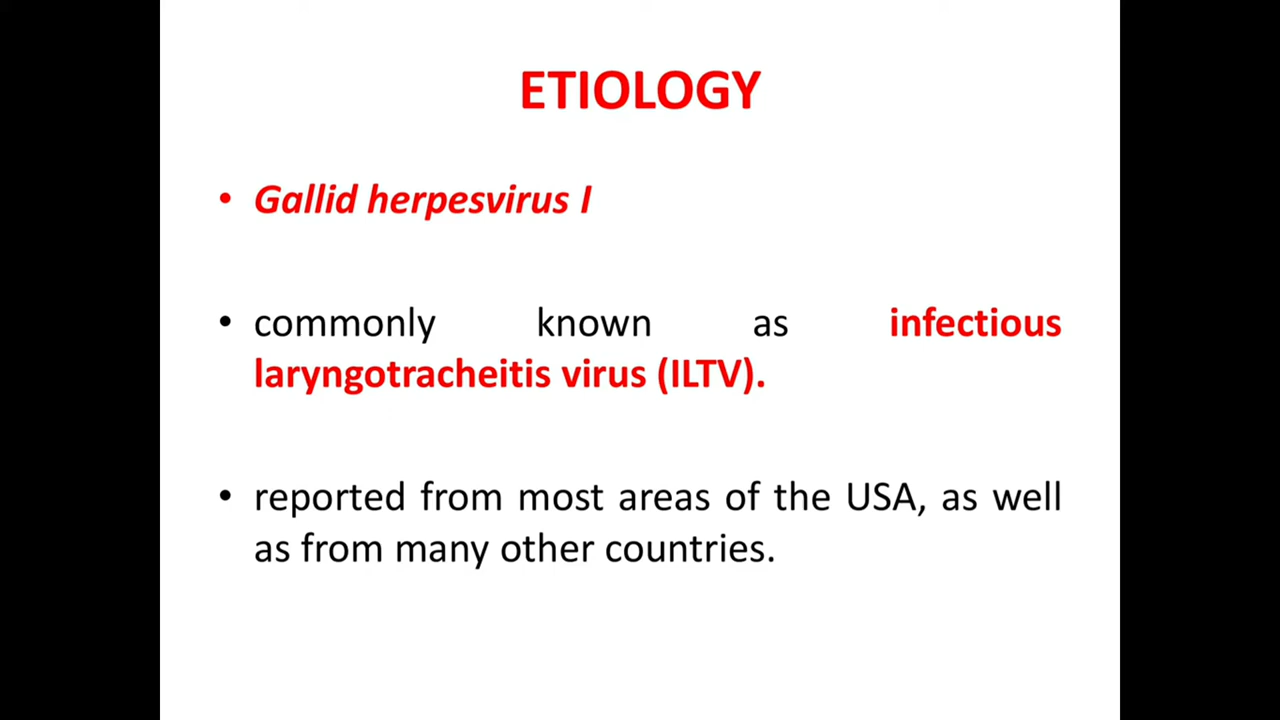 ETIOLOGY
• Gallid herpesvirus I
• commonly known as infectious
laryngotracheitis virus (ILTV).
• reported from most areas of the USA, as well
as from many other countries.